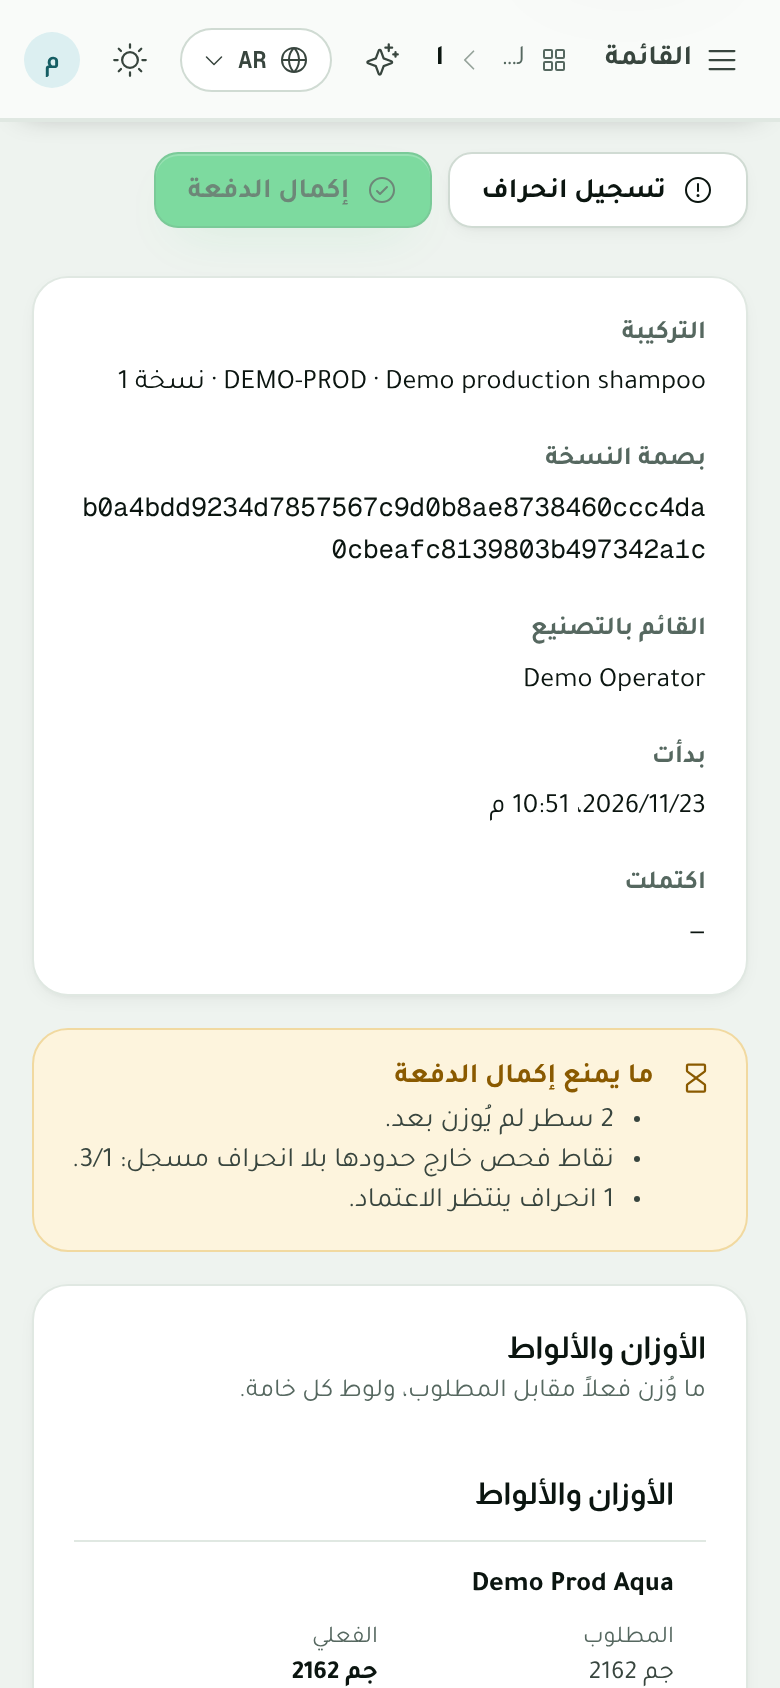 القائمة لـ... ا AR م
تسجيل انحراف
إكمال الدفعة
التركيبة
DEMO-PROD · Demo production shampoo · نسخة 1
بصمة النسخة
b0a4bdd9234d7857567c9d0b8ae8738460ccc4da
0cbeafc8139803b497342a1c
القائم بالتصنيع
Demo Operator
بدأت
2026/11/23، 10:51 م
اكتملت
—
ما يمنع إكمال الدفعة
• 2 سطر لم يُوزن بعد.
• نقاط فحص خارج حدودها بلا انحراف مسجل: 3/1.
• 1 انحراف ينتظر الاعتماد.
الأوزان والألواط
ما وُزن فعلاً مقابل المطلوب، ولوط كل خامة.
الأوزان والألواط
Demo Prod Aqua
المطلوب الفعلي
2162 جم 2162 جم